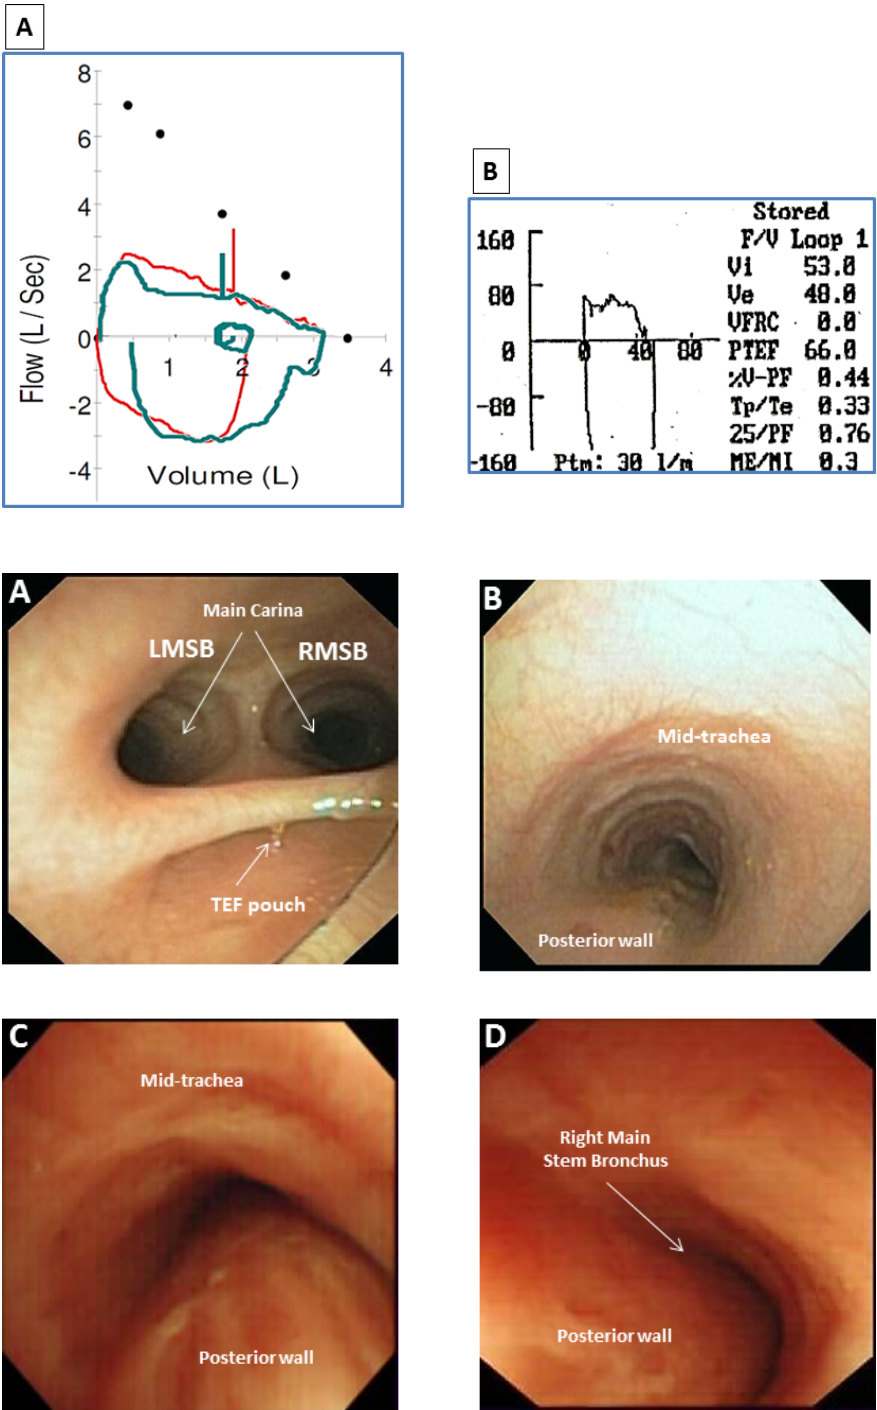 A
8
6
4
2
0
-2
-4
1
2
3
4
Flow (L / Sec)
Volume (L)
B
Stored
F/V Loop 1
160
80
0
-80
-160
0
40
80
Vi 53.0
Ve 48.0
VFRC 0.0
PTEF 66.0
%V-PF 0.44
Tp/Te 0.33
25/PF 0.76
ME/MI 0.3
Ptm: 30 l/m
A
Main Carina
LMSB
RMSB
TEF pouch
B
Mid-trachea
Posterior wall
C
Mid-trachea
Posterior wall
D
Right Main
Stem Bronchus
Posterior wall